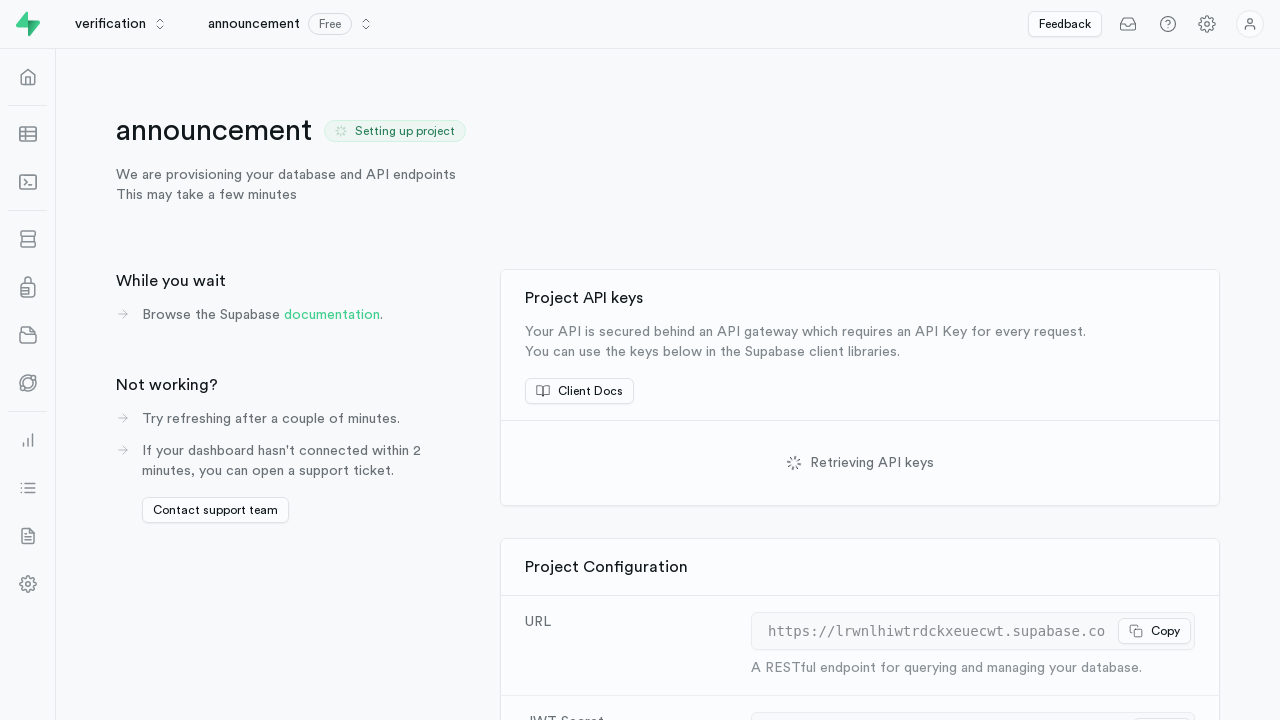 verification
announcement Free
Feedback
announcement
Setting up project
We are provisioning your database and API endpoints
This may take a few minutes
While you wait
Browse the Supabase documentation.
Not working?
Try refreshing after a couple of minutes.
If your dashboard hasn't connected within 2
minutes, you can open a support ticket.
Contact support team
Project API keys
Your API is secured behind an API gateway which requires an API Key for every request.
You can use the keys below in the Supabase client libraries.
Client Docs
Retrieving API keys
Project Configuration
URL
https://lrwnlhiwtrdckxeuecwt.supabase.co
Copy
A RESTful endpoint for querying and managing your database.
JWT Secret